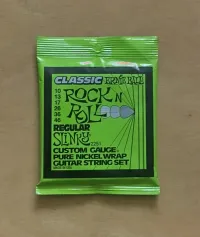 CLASSIC ERNIE BALL
10
13
17
26
36
46
ROCK N
ROLL
REGULAR
SLINKY
2251
CUSTOM GAUGE
PURE NICKEL WRAP
GUITAR STRING SET